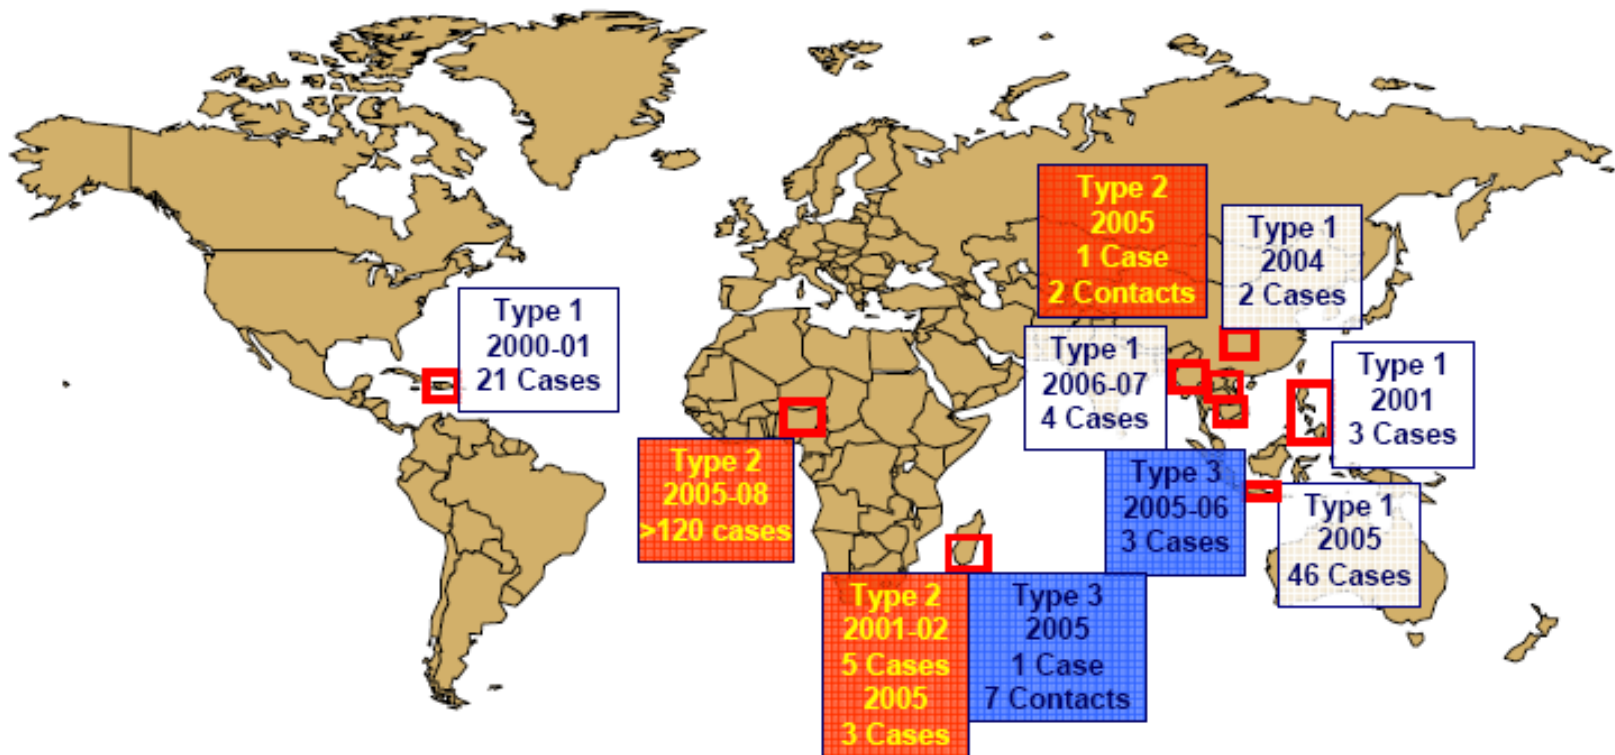 Type 2
2005
1 Case
2 Contacts
Type 1
2004
2 Cases
Type 1
2000-01
21 Cases
Type 1
2006-07
4 Cases
Type 1
2001
3 Cases
Type 2
2005-08
>120 cases
Type 3
2005-06
3 Cases
Type 1
2005
46 Cases
Type 2
2001-02
5 Cases
2005
3 Cases
Type 3
2005
1 Case
7 Contacts